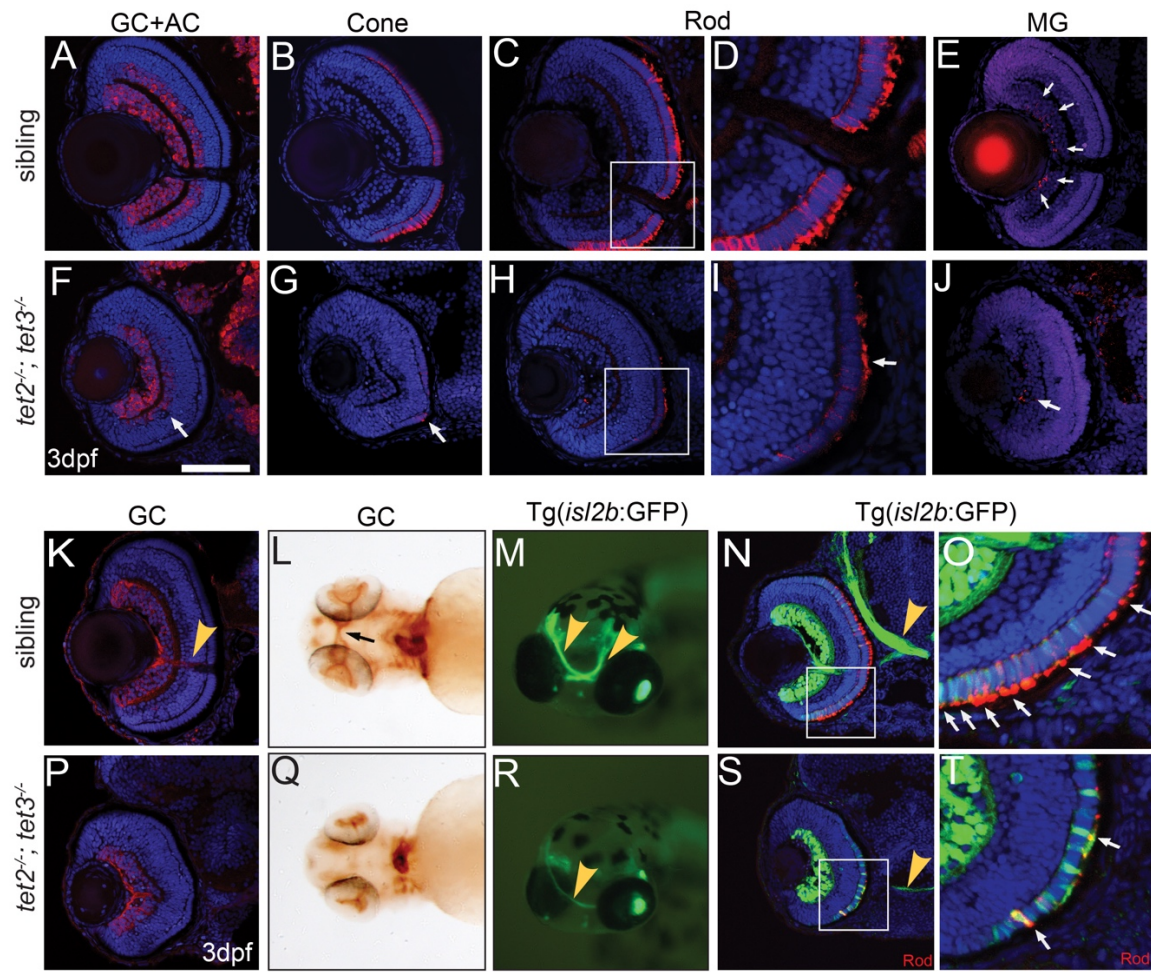 GC+AC Cone Rod MG
sibling
A B C D E
tet2-/-; tet3-/-
F G H I J
3dpf
GC GC Tg(isl2b:GFP) Tg(isl2b:GFP)
sibling
K L M N O
tet2-/-; tet3-/-
P Q R S T
3dpf Rod Rod